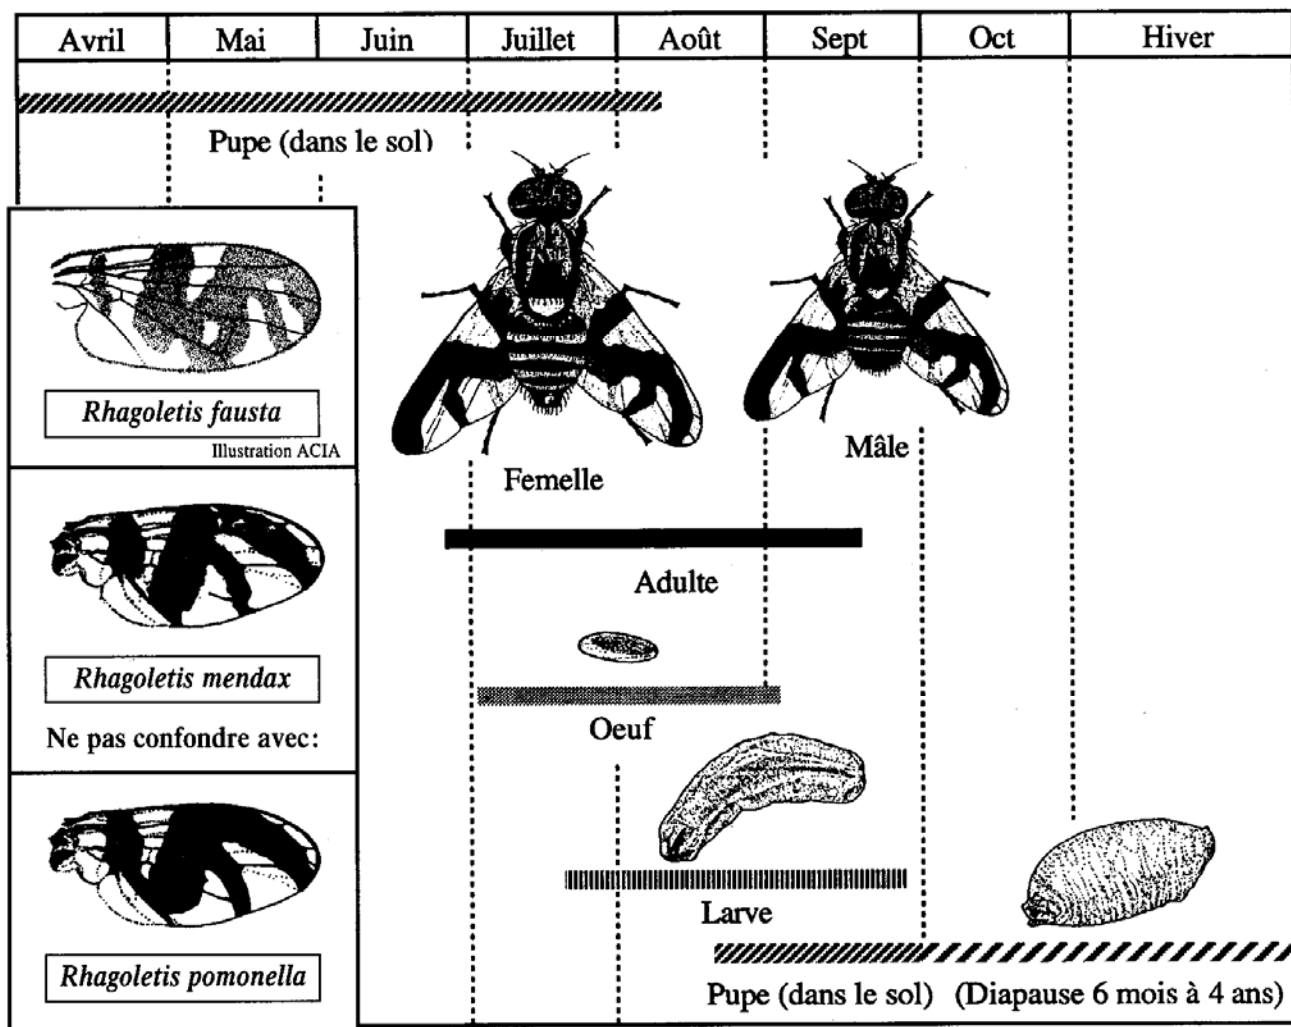 Avril Mai Juin Juillet Août Sept Oct Hiver
Pupe (dans le sol)
Rhagoletis fausta
Illustration ACIA
Femelle
Mâle
Adulte
Rhagoletis mendax
Ne pas confondre avec:
Oeuf
Larve
Rhagoletis pomonella
Pupe (dans le sol) (Diapause 6 mois à 4 ans)